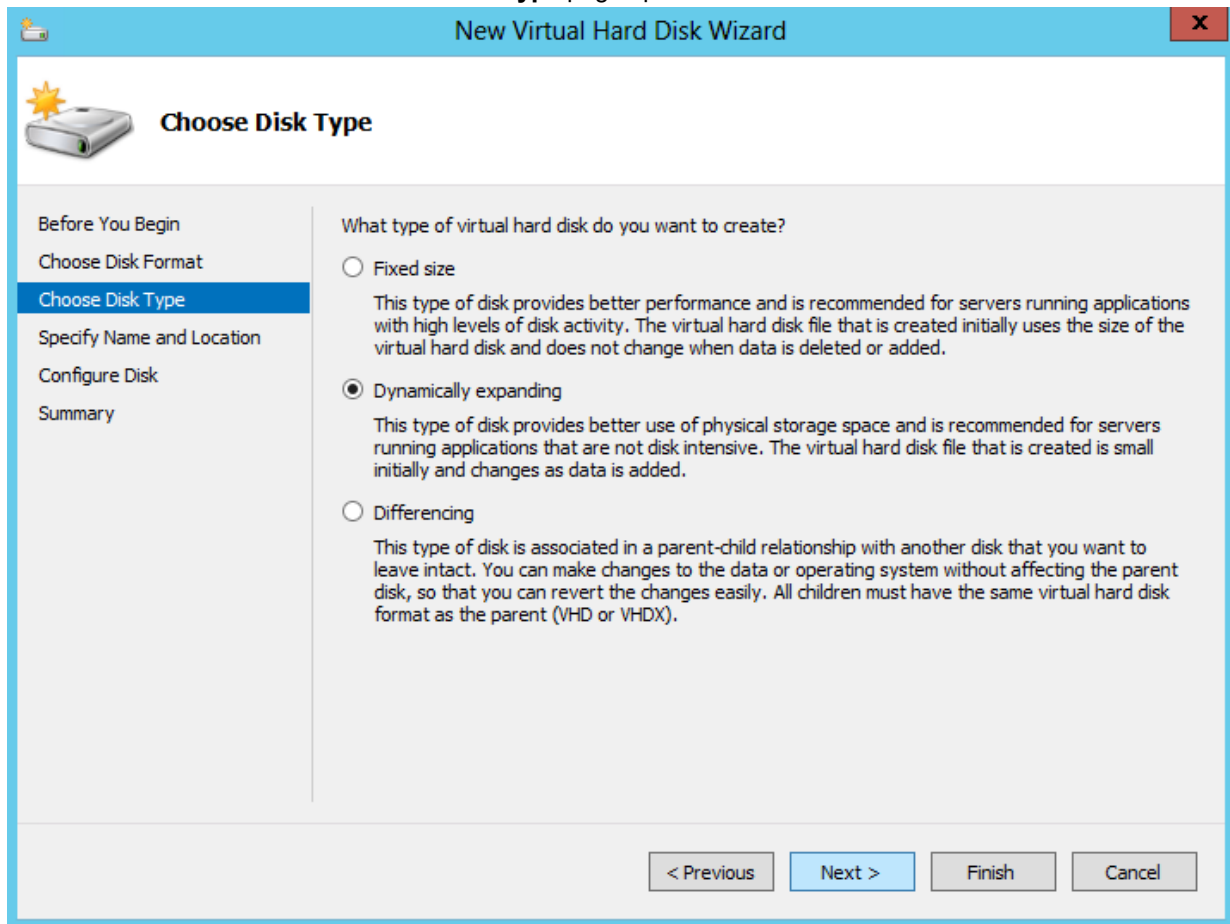 New Virtual Hard Disk Wizard
x
Choose Disk Type
Before You Begin
Choose Disk Format
Choose Disk Type
Specify Name and Location
Configure Disk
Summary
What type of virtual hard disk do you want to create?
Fixed size
This type of disk provides better performance and is recommended for servers running applications
with high levels of disk activity. The virtual hard disk file that is created initially uses the size of the
virtual hard disk and does not change when data is deleted or added.
Dynamically expanding
This type of disk provides better use of physical storage space and is recommended for servers
running applications that are not disk intensive. The virtual hard disk file that is created is small
initially and changes as data is added.
Differencing
This type of disk is associated in a parent-child relationship with another disk that you want to
leave intact. You can make changes to the data or operating system without affecting the parent
disk, so that you can revert the changes easily. All children must have the same virtual hard disk
format as the parent (VHD or VHDX).
< Previous
Next >
Finish
Cancel